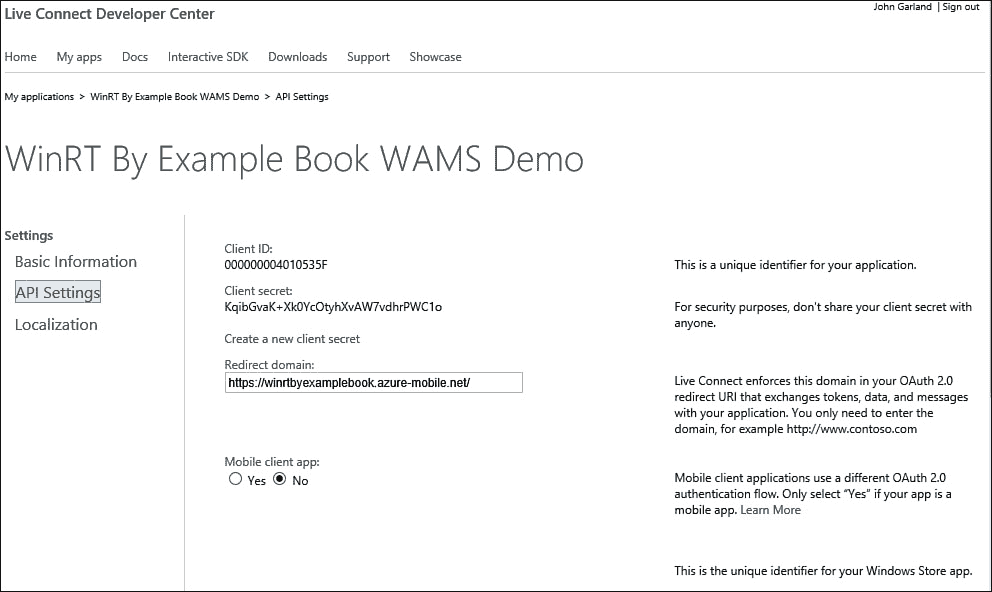 Live Connect Developer Center
John Garland | Sign out
Home My apps Docs Interactive SDK Downloads Support Showcase
My applications > WinRT By Example Book WAMS Demo > API Settings
WinRT By Example Book WAMS Demo
Settings
Basic Information
API Settings
Localization
Client ID:
000000004010535F
This is a unique identifier for your application.
Client secret:
KqibGvaK+Xk0YcOtyhXvAW7vdhrPWC1o
For security purposes, don't share your client secret with
anyone.
Create a new client secret
Redirect domain:
https://winrtbyexamplebook.azure-mobile.net/
Live Connect enforces this domain in your OAuth 2.0
redirect URI that exchanges tokens, data, and messages
with your application. You only need to enter the
domain, for example http://www.contoso.com
Mobile client app:
Yes No
Mobile client applications use a different OAuth 2.0
authentication flow. Only select “Yes” if your app is a
mobile app. Learn More
This is the unique identifier for your Windows Store app.